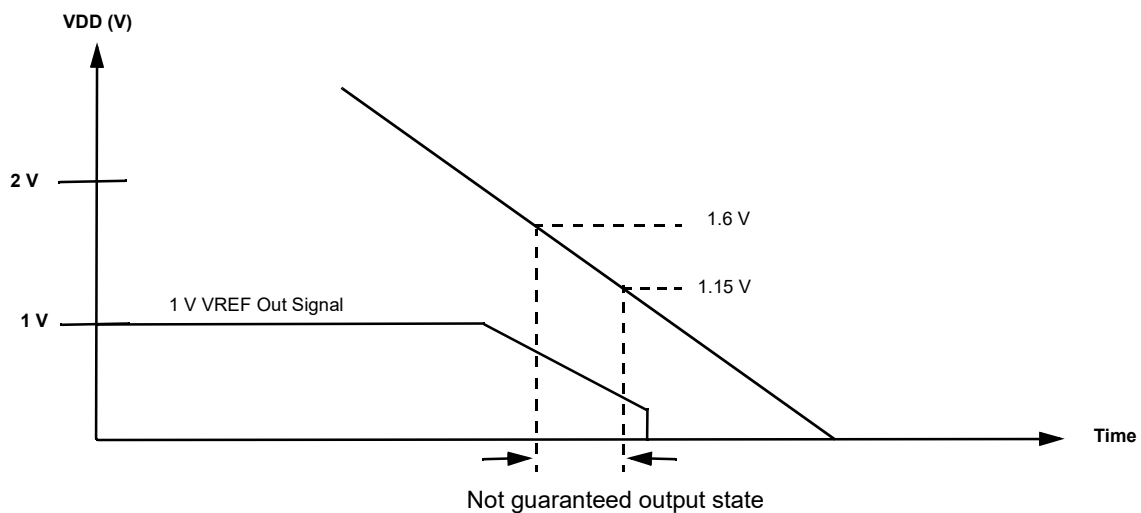 VDD (V)
2 V
1.6 V
1.15 V
1 V VREF Out Signal
1 V
Time
Not guaranteed output state